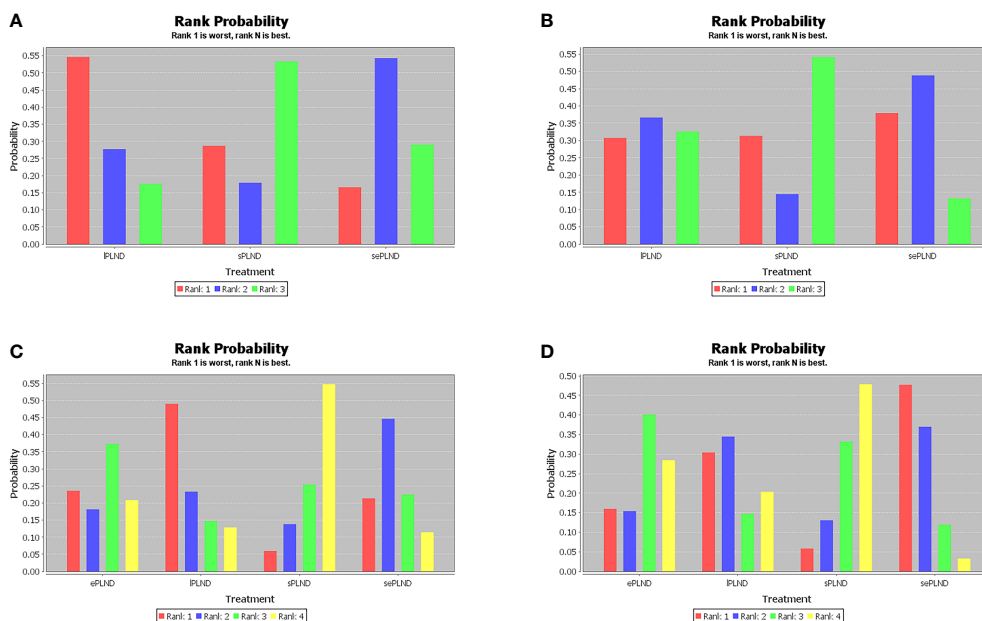 A
Rank Probability
Rank 1 is worst, rank N is best.
Probability
0.55
0.50
0.45
0.40
0.35
0.30
0.25
0.20
0.15
0.10
0.05
0.00
lPLND sPLND sePLND
Treatment
Rank: 1 Rank: 2 Rank: 3
B
Rank Probability
Rank 1 is worst, rank N is best.
Probability
0.55
0.50
0.45
0.40
0.35
0.30
0.25
0.20
0.15
0.10
0.05
0.00
lPLND sPLND sePLND
Treatment
Rank: 1 Rank: 2 Rank: 3
C
Rank Probability
Rank 1 is worst, rank N is best.
Probability
0.55
0.50
0.45
0.40
0.35
0.30
0.25
0.20
0.15
0.10
0.05
0.00
ePLND lPLND sPLND sePLND
Treatment
Rank: 1 Rank: 2 Rank: 3 Rank: 4
D
Rank Probability
Rank 1 is worst, rank N is best.
Probability
0.50
0.45
0.40
0.35
0.30
0.25
0.20
0.15
0.10
0.05
0.00
ePLND lPLND sPLND sePLND
Treatment
Rank: 1 Rank: 2 Rank: 3 Rank: 4